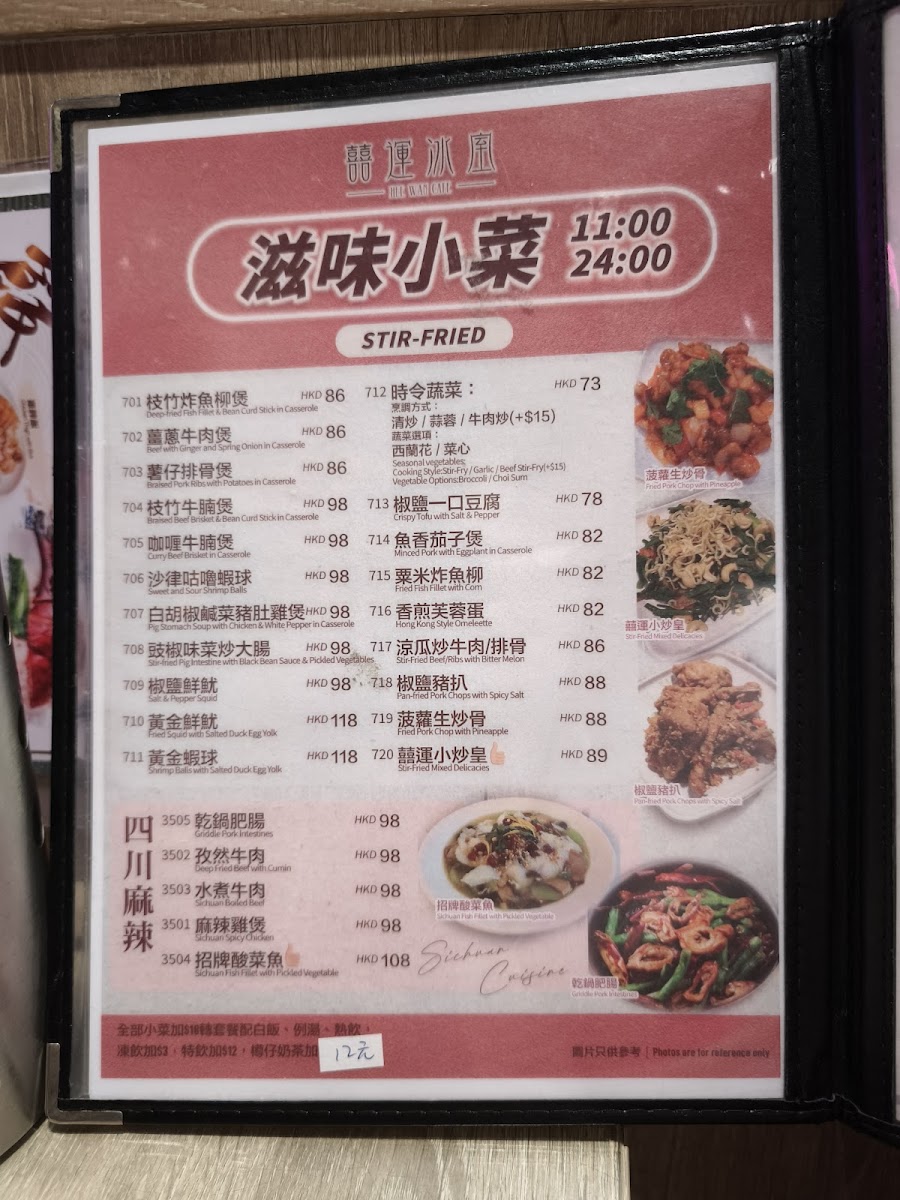 囍運冰室
HEE WAN CAFE
滋味小菜
11:00
24:00
STIR-FRIED
701 枝竹炸魚柳煲 HKD 86
Deep-fried Fish Fillet & Bean Curd Stick in Casserole
702 薑蔥牛肉煲 HKD 86
Beef with Ginger and Spring Onion in Casserole
703 薯仔排骨煲 HKD 86
Braised Pork Ribs with Potatoes in Casserole
704 枝竹牛腩煲 HKD 98
Braised Beef Brisket & Bean Curd Stick in Casserole
705 咖喱牛腩煲 HKD 98
Curry Beef Brisket in Casserole
706 沙律咕嚕蝦球 HKD 98
Sweet and Sour Shrimp Balls
707 白胡椒鹹菜豬肚雞煲 HKD 98
Pig Stomach Soup with Chicken & White Pepper in Casserole
708 豉椒味菜炒大腸 HKD 98
Stir-fried Pig Intestine with Black Bean Sauce & Pickled Vegetables
709 椒鹽鮮魷 HKD 98
Salt & Pepper Squid
710 黃金鮮魷 HKD 118
Fried Squid with Salted Duck Egg Yolk
711 黃金蝦球 HKD 118
Shrimp Balls with Salted Duck Egg Yolk
712 時令蔬菜： HKD 73
烹調方式：
清炒 / 蒜蓉 / 牛肉炒(+$15)
蔬菜選項：
西蘭花 / 菜心
Seasonal vegetables:
Cooking Style:Stir-Fry / Garlic / Beef Stir-Fry(+$15)
Vegetable Options:Broccoli / Choi Sum
713 椒鹽一口豆腐 HKD 78
Crispy Tofu with Salt & Pepper
714 魚香茄子煲 HKD 82
Minced Pork with Eggplant in Casserole
715 粟米炸魚柳 HKD 82
Fried Fish Fillet with Corn
716 香煎芙蓉蛋 HKD 82
Hong Kong Style Omeleette
717 涼瓜炒牛肉/排骨 HKD 86
Stir-Fried Beef/Ribs with Bitter Melon
718 椒鹽豬扒 HKD 88
Pan-fried Pork Chops with Spicy Salt
719 菠蘿生炒骨 HKD 88
Fried Pork Chop with Pineapple
720 囍運小炒皇 HKD 89
Stir-Fried Mixed Delicacies
菠蘿生炒骨
Fried Pork Chop with Pineapple
囍運小炒皇
Stir-Fried Mixed Delicacies
椒鹽豬扒
Pan-fried Pork Chops with Spicy Salt
四川麻辣
3505 乾鍋肥腸 HKD 98
Griddle Pork Intestines
3502 孜然牛肉 HKD 98
Deep Fried Beef with Cumin
3503 水煮牛肉 HKD 98
Sichuan Boiled Beef
3501 麻辣雞煲 HKD 98
Sichuan Spicy Chicken
3504 招牌酸菜魚 HKD 108
Sichuan Fish Fillet with Pickled Vegetable
招牌酸菜魚
Sichuan Fish Fillet with Pickled Vegetable
Sichuan
Cuisine
乾鍋肥腸
Griddle Pork Intestines
全部小菜加$18轉套餐配白飯、例湯、熱飲，
凍飲加$3，特飲加$12，樽仔奶茶加 12元
圖片只供參考 | Photos are for reference only